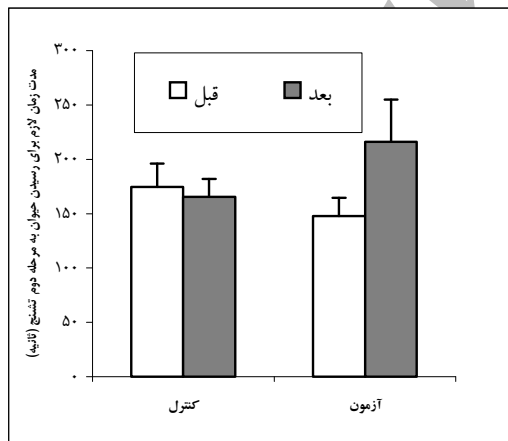 مدت زمان لازم برای رسیدن حیوان به مرحله دوم تشنج (ثانیه)
۳۰۰
۲۵۰
۲۰۰
۱۵۰
۱۰۰
۵۰
۰
قبل
بعد
کنترل
آزمون